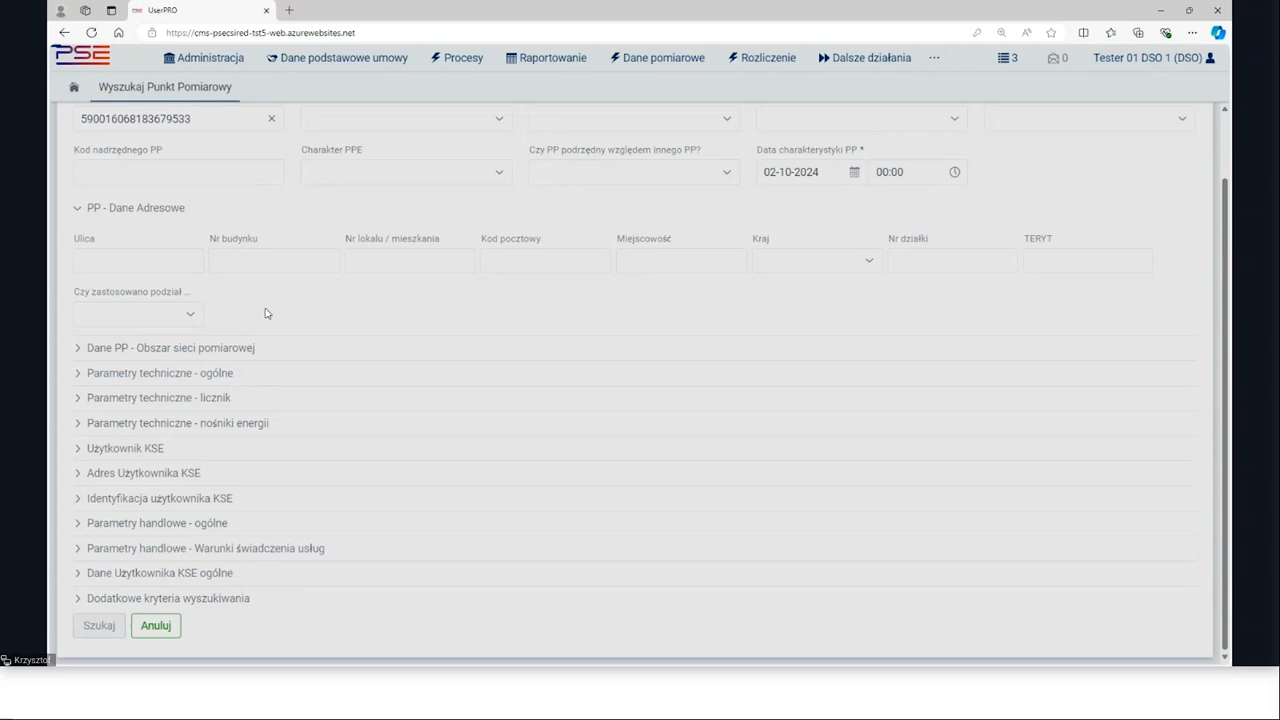 UserPRO
https://cms-psecsired-tst5-web.azurewebsites.net
PSE
Administracja
Dane podstawowe umowy
Procesy
Raportowanie
Dane pomiarowe
Rozliczenie
Dalsze działania
3
0
Tester 01 DSO 1 (DSO)
Wyszukaj Punkt Pomiarowy
590016068183679533
Kod nadrzędnego PP
Charakter PPE
Czy PP podrzędny względem innego PP?
Data charakterystyki PP *
02-10-2024
00:00
PP - Dane Adresowe
Ulica
Nr budynku
Nr lokalu / mieszkania
Kod pocztowy
Miejscowość
Kraj
Nr działki
TERYT
Czy zastosowano podział ...
Dane PP - Obszar sieci pomiarowej
Parametry techniczne - ogólne
Parametry techniczne - licznik
Parametry techniczne - nośniki energii
Użytkownik KSE
Adres Użytkownika KSE
Identyfikacja użytkownika KSE
Parametry handlowe - ogólne
Parametry handlowe - Warunki świadczenia usług
Dane Użytkownika KSE ogólne
Dodatkowe kryteria wyszukiwania
Szukaj
Anuluj